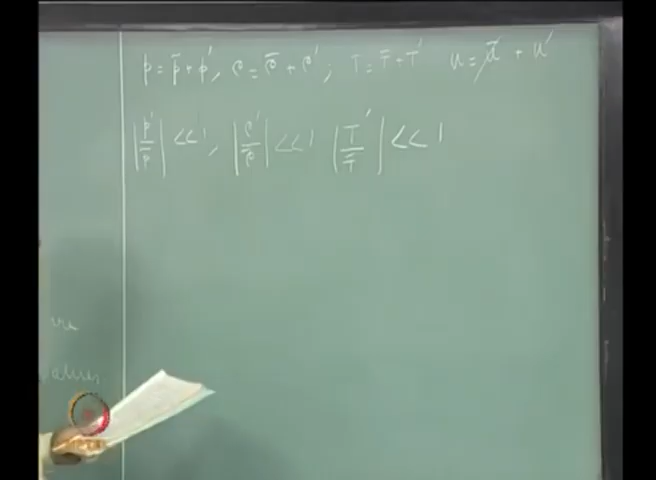 p = p̄ + p′, ρ = ρ̄ + ρ′; T = T̄ + T′ u = ū + u′
|p′/p̄| << 1, |ρ′/ρ̄| << 1 |T′/T̄| << 1